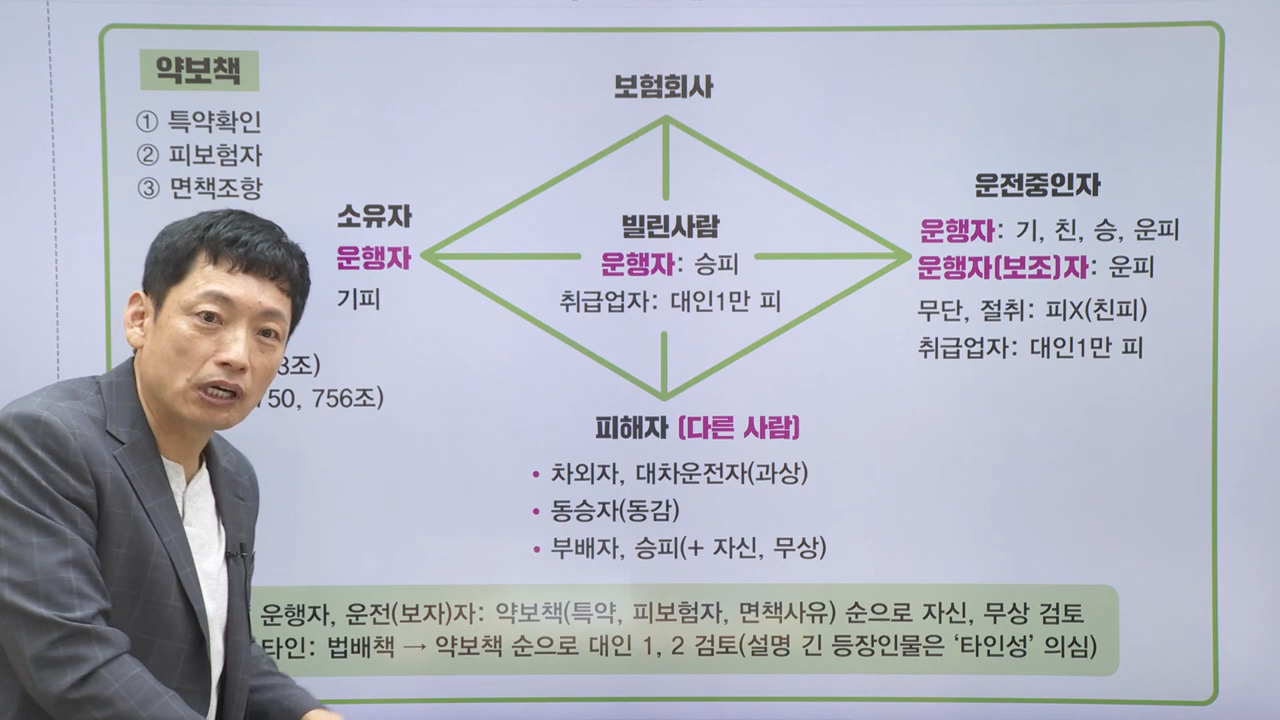 약보책
① 특약확인
② 피보험자
③ 면책조항
보험회사
소유자
운행자
기피
3조)
750, 756조)
빌린사람
운행자: 승피
취급업자: 대인1만 피
운전중인자
운행자: 기, 친, 승, 운피
운행자(보조)자: 운피
무단, 절취: 피X(친피)
취급업자: 대인1만 피
피해자 (다른 사람)
• 차외자, 대차운전자(과상)
• 동승자(동감)
• 부배자, 승피(+ 자신, 무상)
운행자, 운전(보자)자: 약보책(특약, 피보험자, 면책사유) 순으로 자신, 무상 검토
타인: 법배책 → 약보책 순으로 대인 1, 2 검토(설명 긴 등장인물은 ‘타인성’ 의심)